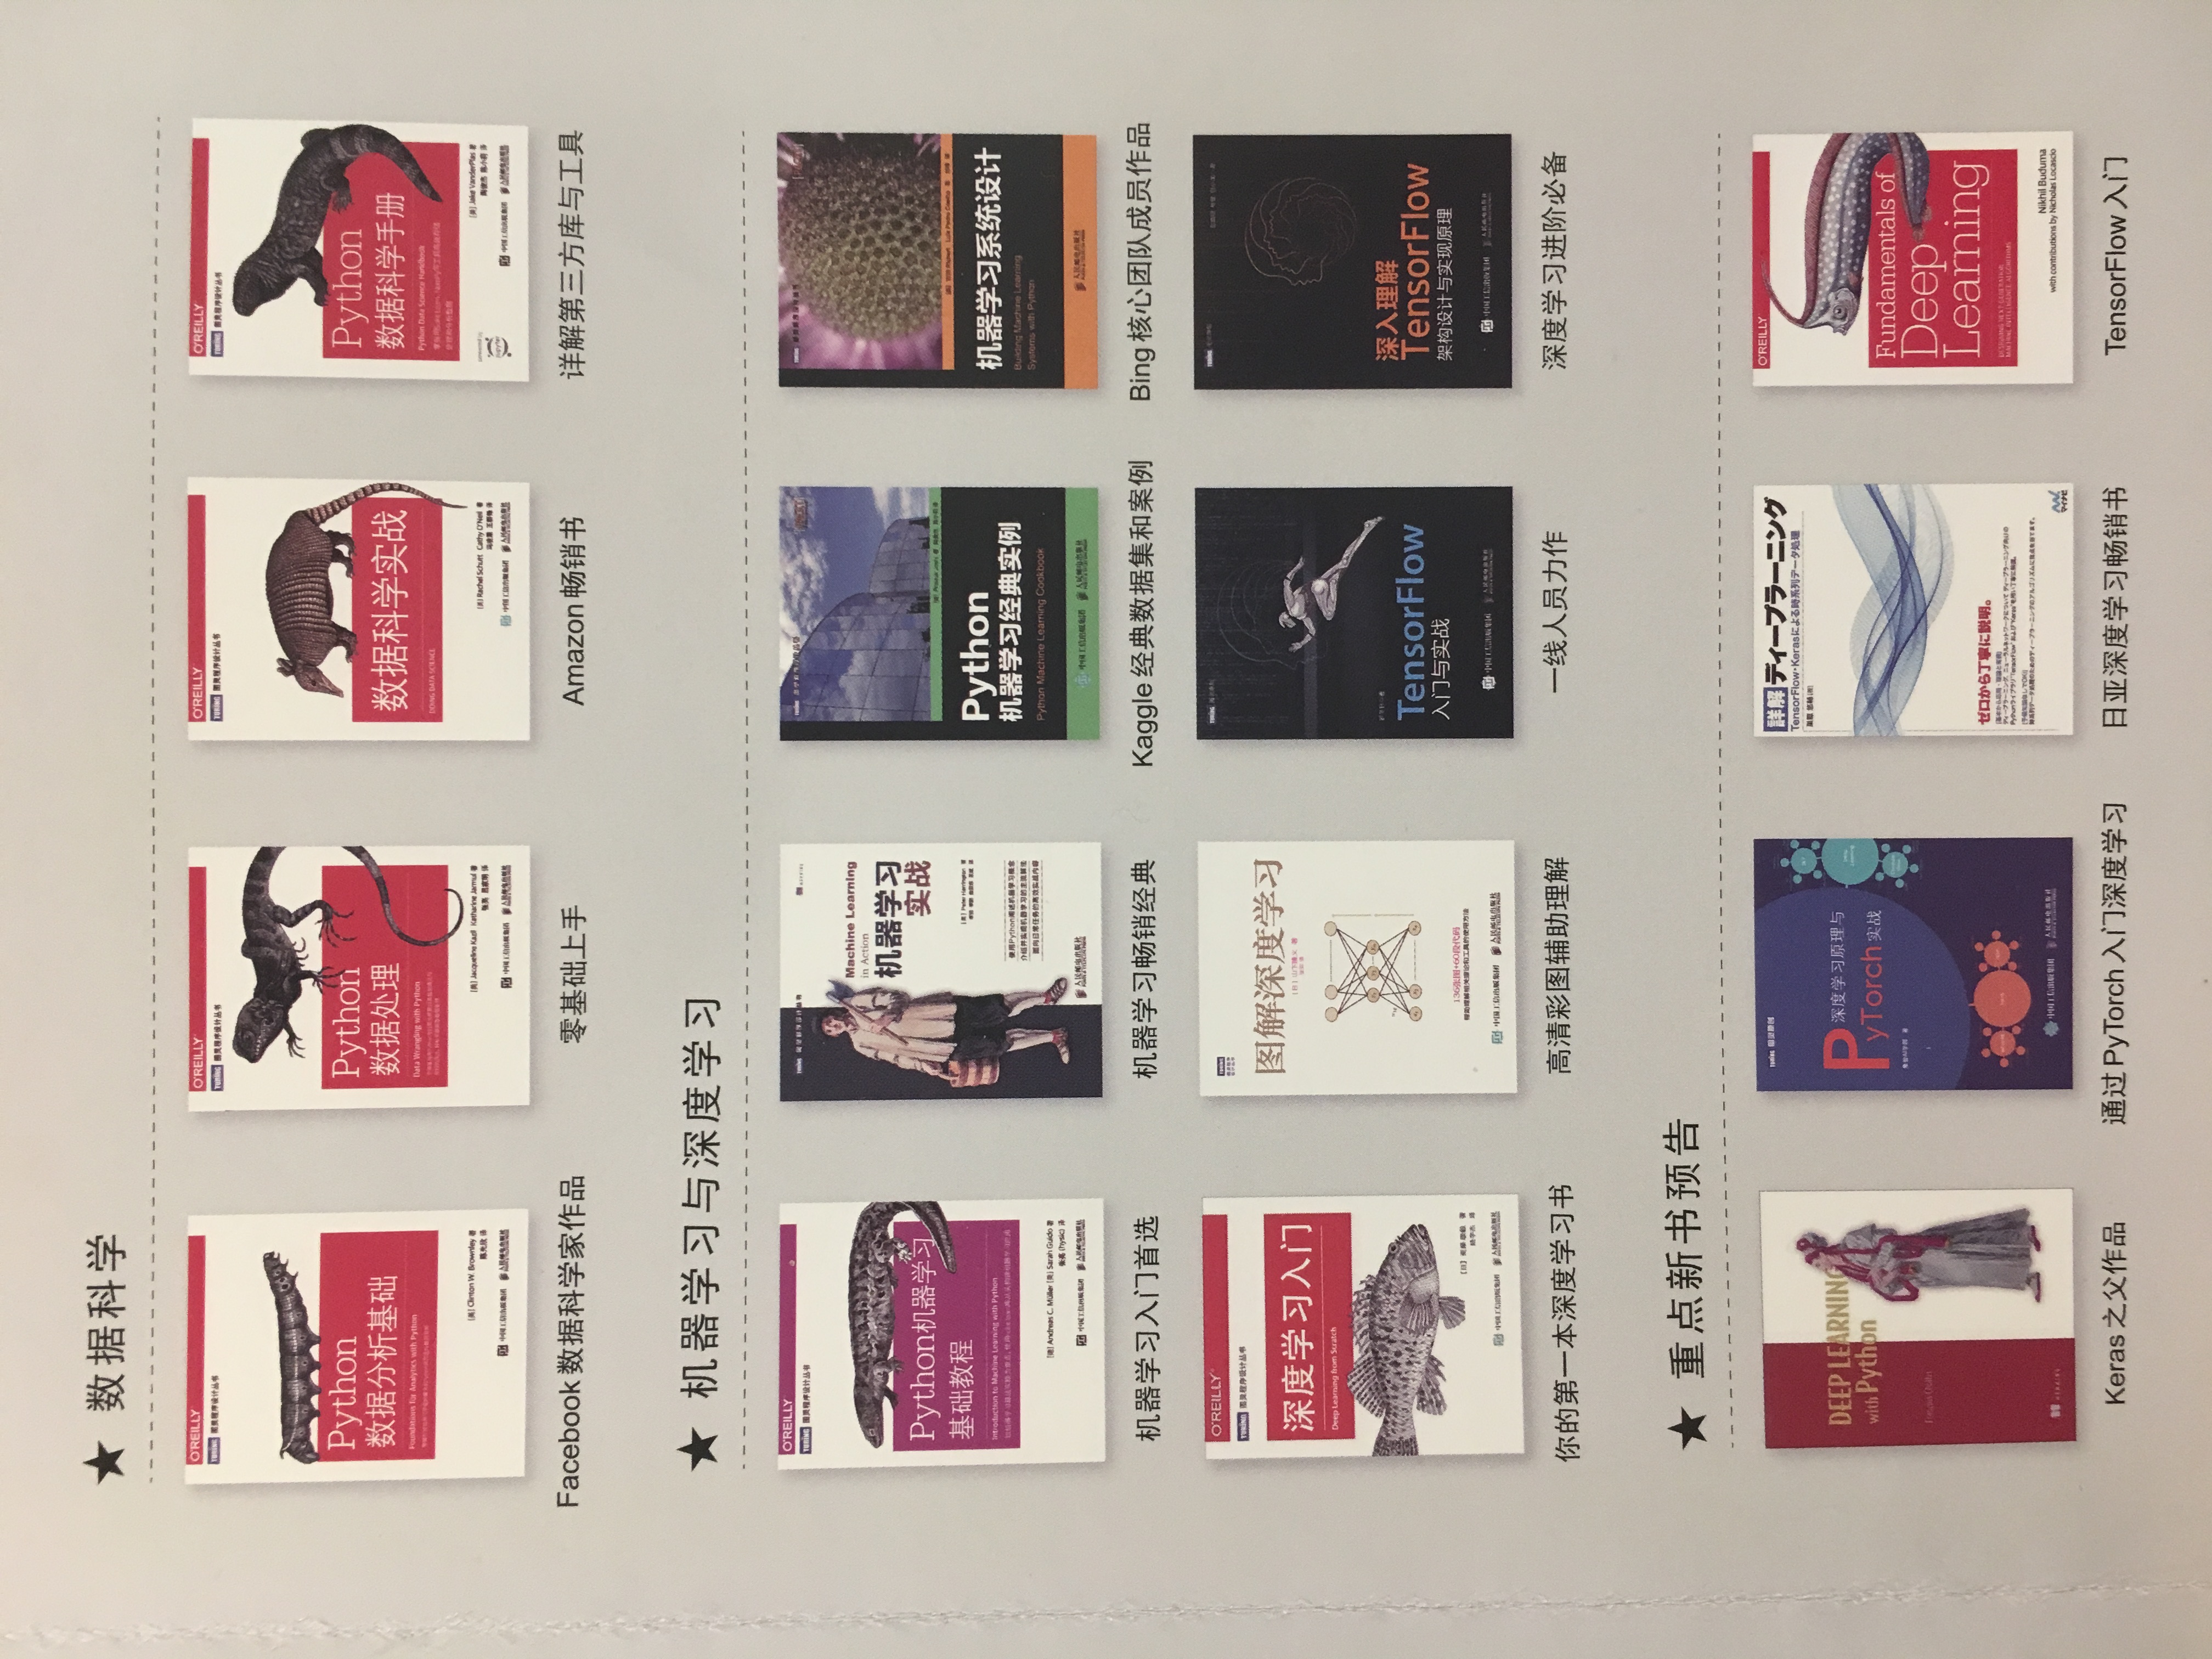 ★ 数据科学
O'REILLY
TURING 图灵程序设计丛书
Python
数据分析基础
Foundations for Analytics with Python
[美] Clinton W. Brownley 著
陈光欣 译
中国工信出版集团 人民邮电出版社
Facebook 数据科学家作品
O'REILLY
TURING 图灵程序设计丛书
Python
数据处理
Data Wrangling with Python
[美] Jacqueline Kazil Katharine Jarmul 著
张亮 吕家明 译
中国工信出版集团 人民邮电出版社
零基础上手
O'REILLY
TURING 图灵程序设计丛书
数据科学实战
DOING DATA SCIENCE
[美] Rachel Schutt Cathy O'Neil 著
冯凌秉 王群锋 译
中国工信出版集团 人民邮电出版社
Amazon 畅销书
O'REILLY
TURING 图灵程序设计丛书
Python
数据科学手册
Python Data Science Handbook
[美] Jake VanderPlas 著
陶俊杰 陈小莉 译
powered by
jupyter
中国工信出版集团 人民邮电出版社
详解第三方库与工具
★ 机器学习与深度学习
O'REILLY
TURING 图灵程序设计丛书
Python机器学习
基础教程
Introduction to Machine Learning with Python
[德] Andreas C. Müller [美] Sarah Guido 著
张亮 (hysic) 译
中国工信出版集团 人民邮电出版社
机器学习入门首选
TURING 图灵程序设计丛书
Machine Learning
in Action
机器学习
实战
[美] Peter Harrington 著
使用Python阐述机器学习概念
介绍并实现机器学习的主流算法
面向日常任务的高效实战内容
人民邮电出版社
机器学习畅销经典
Python
机器学习经典实例
Python Machine Learning Cookbook
中国工信出版集团 人民邮电出版社
Kaggle 经典数据集和案例
机器学习系统设计
Building Machine Learning
Systems with Python
人民邮电出版社
Bing 核心团队成员作品
O'REILLY
TURING 图灵程序设计丛书
深度学习入门
Deep Learning from Scratch
[日] 斋藤康毅 著
陆宇杰 译
中国工信出版集团 人民邮电出版社
你的第一本深度学习书
TURING
图解深度学习
[日] 山下隆义 著
张弥 译
136张图+60段代码
帮助理解相关理论和工具的使用方法
中国工信出版集团 人民邮电出版社
高清彩图辅助理解
TURING
TensorFlow
入门与实战
中国工信出版集团 人民邮电出版社
一线人员力作
TURING
深入理解
TensorFlow
架构设计与实现原理
中国工信出版集团 人民邮电出版社
深度学习进阶必备
★ 重点新书预告
DEEP LEARNING
with Python
MANNING
Keras 之父作品
TURING 图灵原创
深度学习原理与
PyTorch 实战
集智俱乐部 著
中国工信出版集团 人民邮电出版社
通过 PyTorch 入门深度学习
詳解 ディープラーニング
TensorFlow・Kerasによる時系列データ処理
巣籠 悠輔[著]
ゼロから丁寧に説明。
マイナビ
日亚深度学习畅销书
O'REILLY
Fundamentals of
Deep
Learning
DESIGNING NEXT-GENERATION
MACHINE INTELLIGENCE ALGORITHMS
Nikhil Buduma
with contributions by Nicholas Locascio
TensorFlow 入门